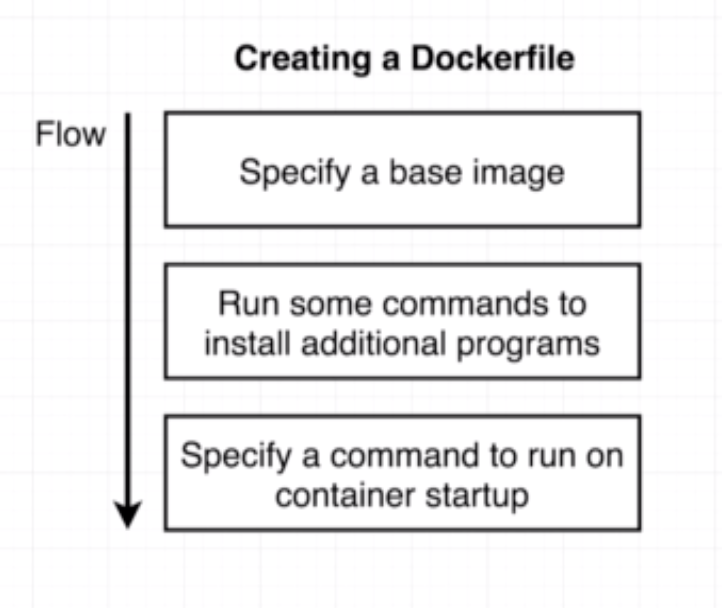 Creating a Dockerfile
Flow
Specify a base image
Run some commands to
install additional programs
Specify a command to run on
container startup